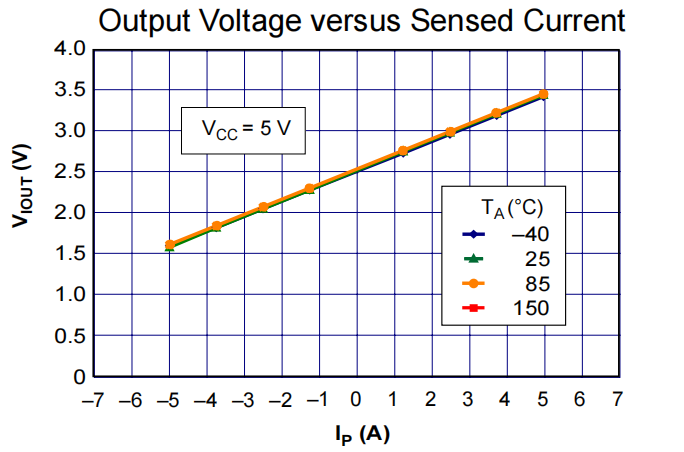 Output Voltage versus Sensed Current
4.0
3.5
3.0
2.5
2.0
1.5
1.0
0.5
0
VIOUT (V)
VCC = 5 V
TA (°C)
–40
25
85
150
–7 –6 –5 –4 –3 –2 –1 0 1 2 3 4 5 6 7
IP (A)